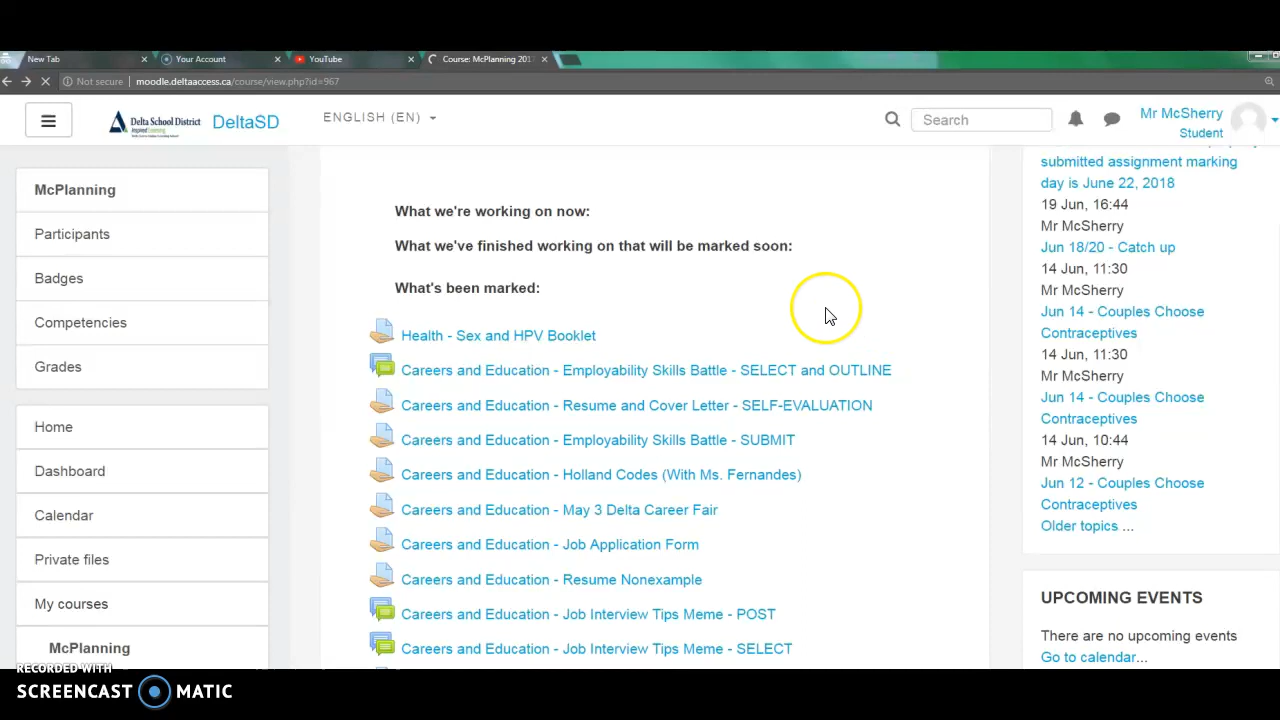 New Tab
Your Account
YouTube
Course: McPlanning 2017
Not secure
moodle.deltaaccess.ca/course/view.php?id=967
Delta School District
DeltaSD
ENGLISH (EN)
Search
Mr McSherry
Student
McPlanning
Participants
Badges
Competencies
Grades
Home
Dashboard
Calendar
Private files
My courses
McPlanning
What we're working on now:
What we've finished working on that will be marked soon:
What's been marked:
Health - Sex and HPV Booklet
Careers and Education - Employability Skills Battle - SELECT and OUTLINE
Careers and Education - Resume and Cover Letter - SELF-EVALUATION
Careers and Education - Employability Skills Battle - SUBMIT
Careers and Education - Holland Codes (With Ms. Fernandes)
Careers and Education - May 3 Delta Career Fair
Careers and Education - Job Application Form
Careers and Education - Resume Nonexample
Careers and Education - Job Interview Tips Meme - POST
Careers and Education - Job Interview Tips Meme - SELECT
submitted assignment marking
day is June 22, 2018
19 Jun, 16:44
Mr McSherry
Jun 18/20 - Catch up
14 Jun, 11:30
Mr McSherry
Jun 14 - Couples Choose
Contraceptives
14 Jun, 11:30
Mr McSherry
Jun 14 - Couples Choose
Contraceptives
14 Jun, 10:44
Mr McSherry
Jun 12 - Couples Choose
Contraceptives
Older topics ...
UPCOMING EVENTS
There are no upcoming events
Go to calendar...
RECORDED WITH
SCREENCAST MATIC